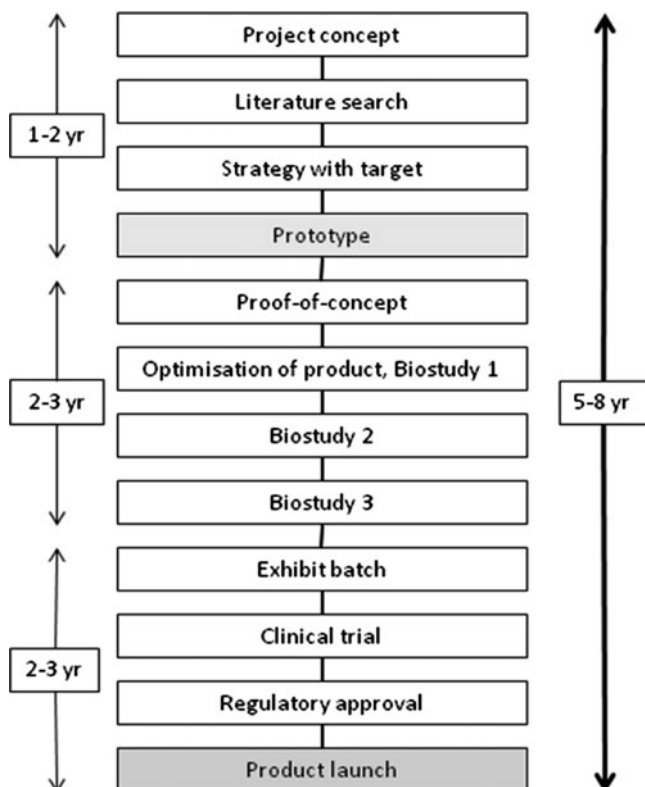 Project concept
Literature search
1-2 yr
Strategy with target
Prototype
Proof-of-concept
Optimisation of product, Biostudy 1
2-3 yr
5-8 yr
Biostudy 2
Biostudy 3
Exhibit batch
Clinical trial
2-3 yr
Regulatory approval
Product launch